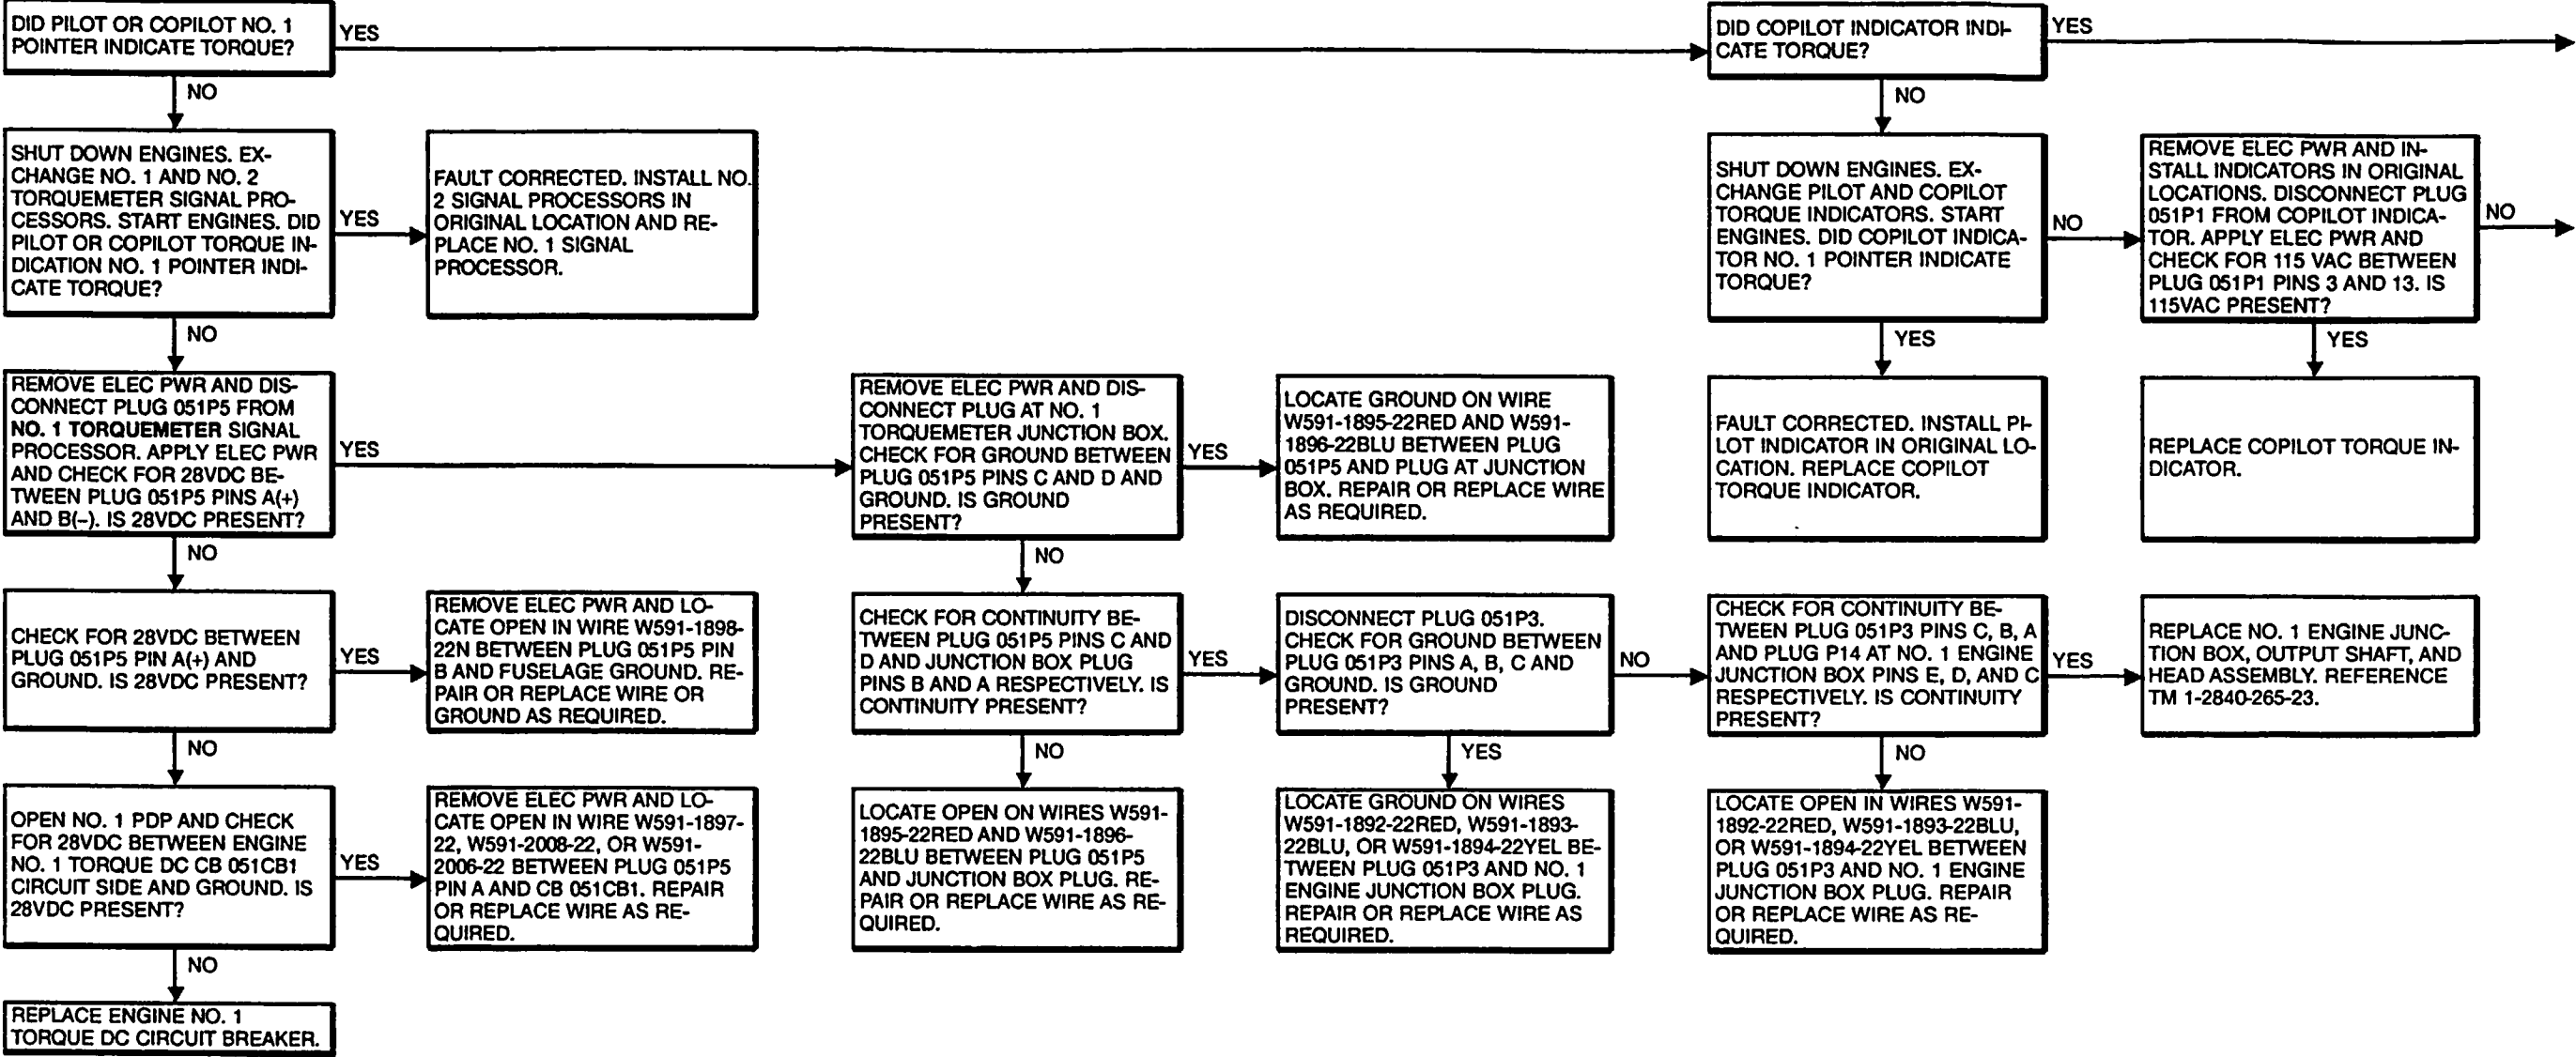 DID PILOT OR COPILOT NO. 1
POINTER INDICATE TORQUE?
YES
DID COPILOT INDICATOR INDI-
CATE TORQUE?
YES
NO
NO
SHUT DOWN ENGINES. EX-
CHANGE NO. 1 AND NO. 2
TORQUEMETER SIGNAL PRO-
CESSORS. START ENGINES. DID
PILOT OR COPILOT TORQUE IN-
DICATION NO. 1 POINTER INDI-
CATE TORQUE?
YES
FAULT CORRECTED. INSTALL NO.
2 SIGNAL PROCESSORS IN
ORIGINAL LOCATION AND RE-
PLACE NO. 1 SIGNAL
PROCESSOR.
SHUT DOWN ENGINES. EX-
CHANGE PILOT AND COPILOT
TORQUE INDICATORS. START
ENGINES. DID COPILOT INDICA-
TOR NO. 1 POINTER INDICATE
TORQUE?
NO
REMOVE ELEC PWR AND IN-
STALL INDICATORS IN ORIGINAL
LOCATIONS. DISCONNECT PLUG
051P1 FROM COPILOT INDICA-
TOR. APPLY ELEC PWR AND
CHECK FOR 115 VAC BETWEEN
PLUG 051P1 PINS 3 AND 13. IS
115VAC PRESENT?
NO
NO
YES
YES
REMOVE ELEC PWR AND DIS-
CONNECT PLUG 051P5 FROM
NO. 1 TORQUEMETER SIGNAL
PROCESSOR. APPLY ELEC PWR
AND CHECK FOR 28VDC BE-
TWEEN PLUG 051P5 PINS A(+)
AND B(-). IS 28VDC PRESENT?
YES
REMOVE ELEC PWR AND DIS-
CONNECT PLUG AT NO. 1
TORQUEMETER JUNCTION BOX.
CHECK FOR GROUND BETWEEN
PLUG 051P5 PINS C AND D AND
GROUND. IS GROUND
PRESENT?
YES
LOCATE GROUND ON WIRE
W591-1895-22RED AND W591-
1896-22BLU BETWEEN PLUG
051P5 AND PLUG AT JUNCTION
BOX. REPAIR OR REPLACE WIRE
AS REQUIRED.
FAULT CORRECTED. INSTALL PI-
LOT INDICATOR IN ORIGINAL LO-
CATION. REPLACE COPILOT
TORQUE INDICATOR.
REPLACE COPILOT TORQUE IN-
DICATOR.
NO
NO
CHECK FOR 28VDC BETWEEN
PLUG 051P5 PIN A(+) AND
GROUND. IS 28VDC PRESENT?
YES
REMOVE ELEC PWR AND LO-
CATE OPEN IN WIRE W591-1898-
22N BETWEEN PLUG 051P5 PIN
B AND FUSELAGE GROUND. RE-
PAIR OR REPLACE WIRE OR
GROUND AS REQUIRED.
CHECK FOR CONTINUITY BE-
TWEEN PLUG 051P5 PINS C AND
D AND JUNCTION BOX PLUG
PINS B AND A RESPECTIVELY. IS
CONTINUITY PRESENT?
YES
DISCONNECT PLUG 051P3.
CHECK FOR GROUND BETWEEN
PLUG 051P3 PINS A, B, C AND
GROUND. IS GROUND
PRESENT?
NO
CHECK FOR CONTINUITY BE-
TWEEN PLUG 051P3 PINS C, B, A
AND PLUG P14 AT NO. 1 ENGINE
JUNCTION BOX PINS E, D, AND C
RESPECTIVELY. IS CONTINUITY
PRESENT?
YES
REPLACE NO. 1 ENGINE JUNC-
TION BOX, OUTPUT SHAFT, AND
HEAD ASSEMBLY. REFERENCE
TM 1-2840-265-23.
NO
NO
YES
NO
OPEN NO. 1 PDP AND CHECK
FOR 28VDC BETWEEN ENGINE
NO. 1 TORQUE DC CB 051CB1
CIRCUIT SIDE AND GROUND. IS
28VDC PRESENT?
YES
REMOVE ELEC PWR AND LO-
CATE OPEN IN WIRE W591-1897-
22, W591-2008-22, OR W591-
2006-22 BETWEEN PLUG 051P5
PIN A AND CB 051CB1. REPAIR
OR REPLACE WIRE AS RE-
QUIRED.
LOCATE OPEN ON WIRES W591-
1895-22RED AND W591-1896-
22BLU BETWEEN PLUG 051P5
AND JUNCTION BOX PLUG. RE-
PAIR OR REPLACE WIRE AS RE-
QUIRED.
LOCATE GROUND ON WIRES
W591-1892-22RED, W591-1893-
22BLU, OR W591-1894-22YEL BE-
TWEEN PLUG 051P3 AND NO. 1
ENGINE JUNCTION BOX PLUG.
REPAIR OR REPLACE WIRE AS
REQUIRED.
LOCATE OPEN IN WIRES W591-
1892-22RED, W591-1893-22BLU,
OR W591-1894-22YEL BETWEEN
PLUG 051P3 AND NO. 1 ENGINE
JUNCTION BOX PLUG. REPAIR
OR REPLACE WIRE AS RE-
QUIRED.
NO
REPLACE ENGINE NO. 1
TORQUE DC CIRCUIT BREAKER.